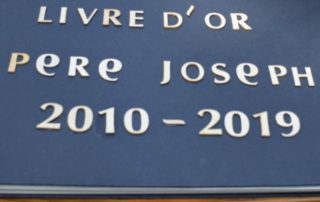 LIVRE D'OR
PeRe JOSePH
2010 – 2019